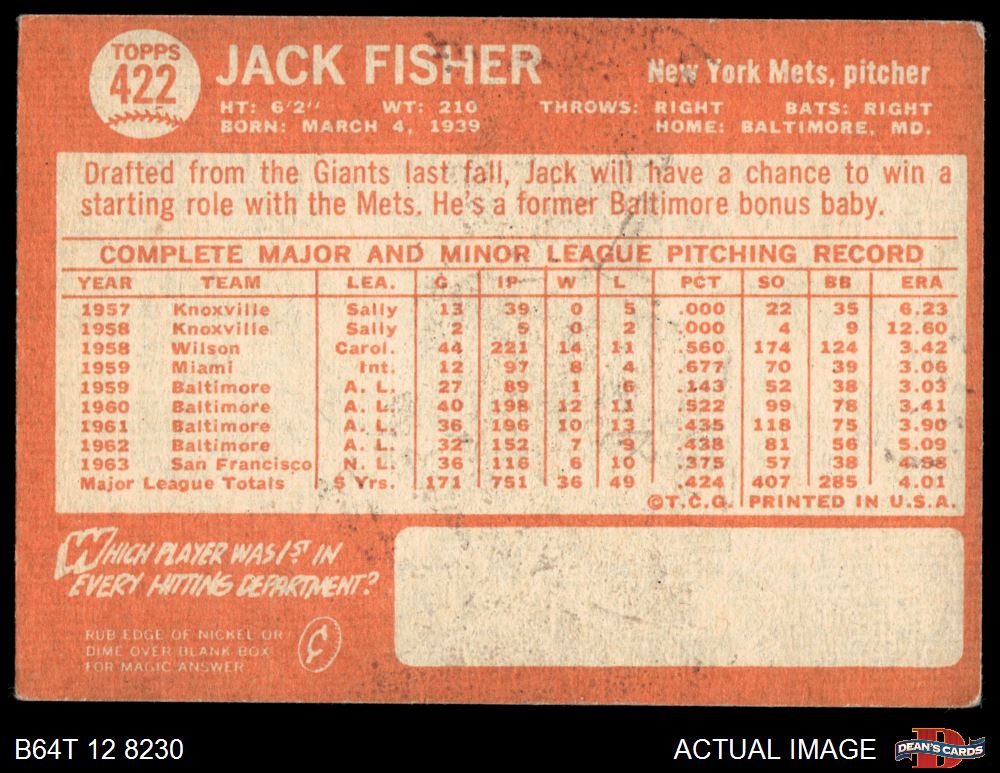 TOPPS
422
JACK FISHER
New York Mets, pitcher
HT: 6'2" WT: 210 THROWS: RIGHT BATS: RIGHT
BORN: MARCH 4, 1939 HOME: BALTIMORE, MD.
Drafted from the Giants last fall, Jack will have a chance to win a
starting role with the Mets. He's a former Baltimore bonus baby.
COMPLETE MAJOR AND MINOR LEAGUE PITCHING RECORD
YEAR TEAM LEA. G IP W L PCT SO BB ERA
1957 Knoxville Sally 13 39 0 5 .000 22 35 6.23
1958 Knoxville Sally 2 5 0 2 .000 4 9 12.60
1958 Wilson Carol. 44 221 14 11 .560 174 124 3.42
1959 Miami Int. 12 97 8 4 .677 70 39 3.06
1959 Baltimore A. L. 27 89 1 6 .143 52 38 3.03
1960 Baltimore A. L. 40 198 12 11 .522 99 78 3.41
1961 Baltimore A. L. 36 196 10 13 .435 118 75 3.90
1962 Baltimore A. L. 32 152 7 9 .438 81 56 5.09
1963 San Francisco N. L. 36 116 6 10 .375 57 38 4.58
Major League Totals 5 Yrs. 171 751 36 49 .424 407 285 4.01
©T.C.G. PRINTED IN U.S.A.
WHICH PLAYER WAS 1ST IN
EVERY HITTING DEPARTMENT?
RUB EDGE OF NICKEL OR
DIME OVER BLANK BOX
FOR MAGIC ANSWER
B64T 12 8230
ACTUAL IMAGE
DEAN'S CARDS